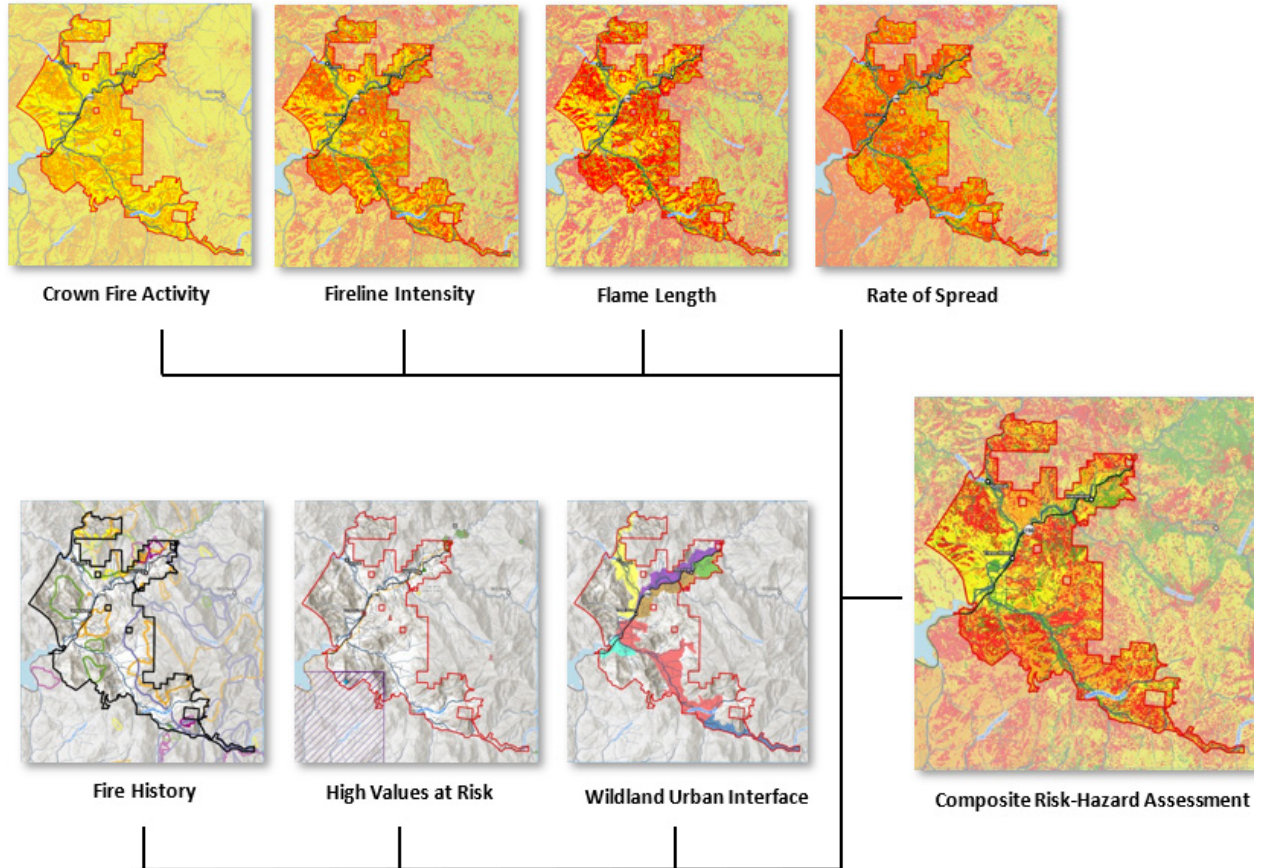 Crown Fire Activity
Fireline Intensity
Flame Length
Rate of Spread
Fire History
High Values at Risk
Wildland Urban Interface
Composite Risk-Hazard Assessment